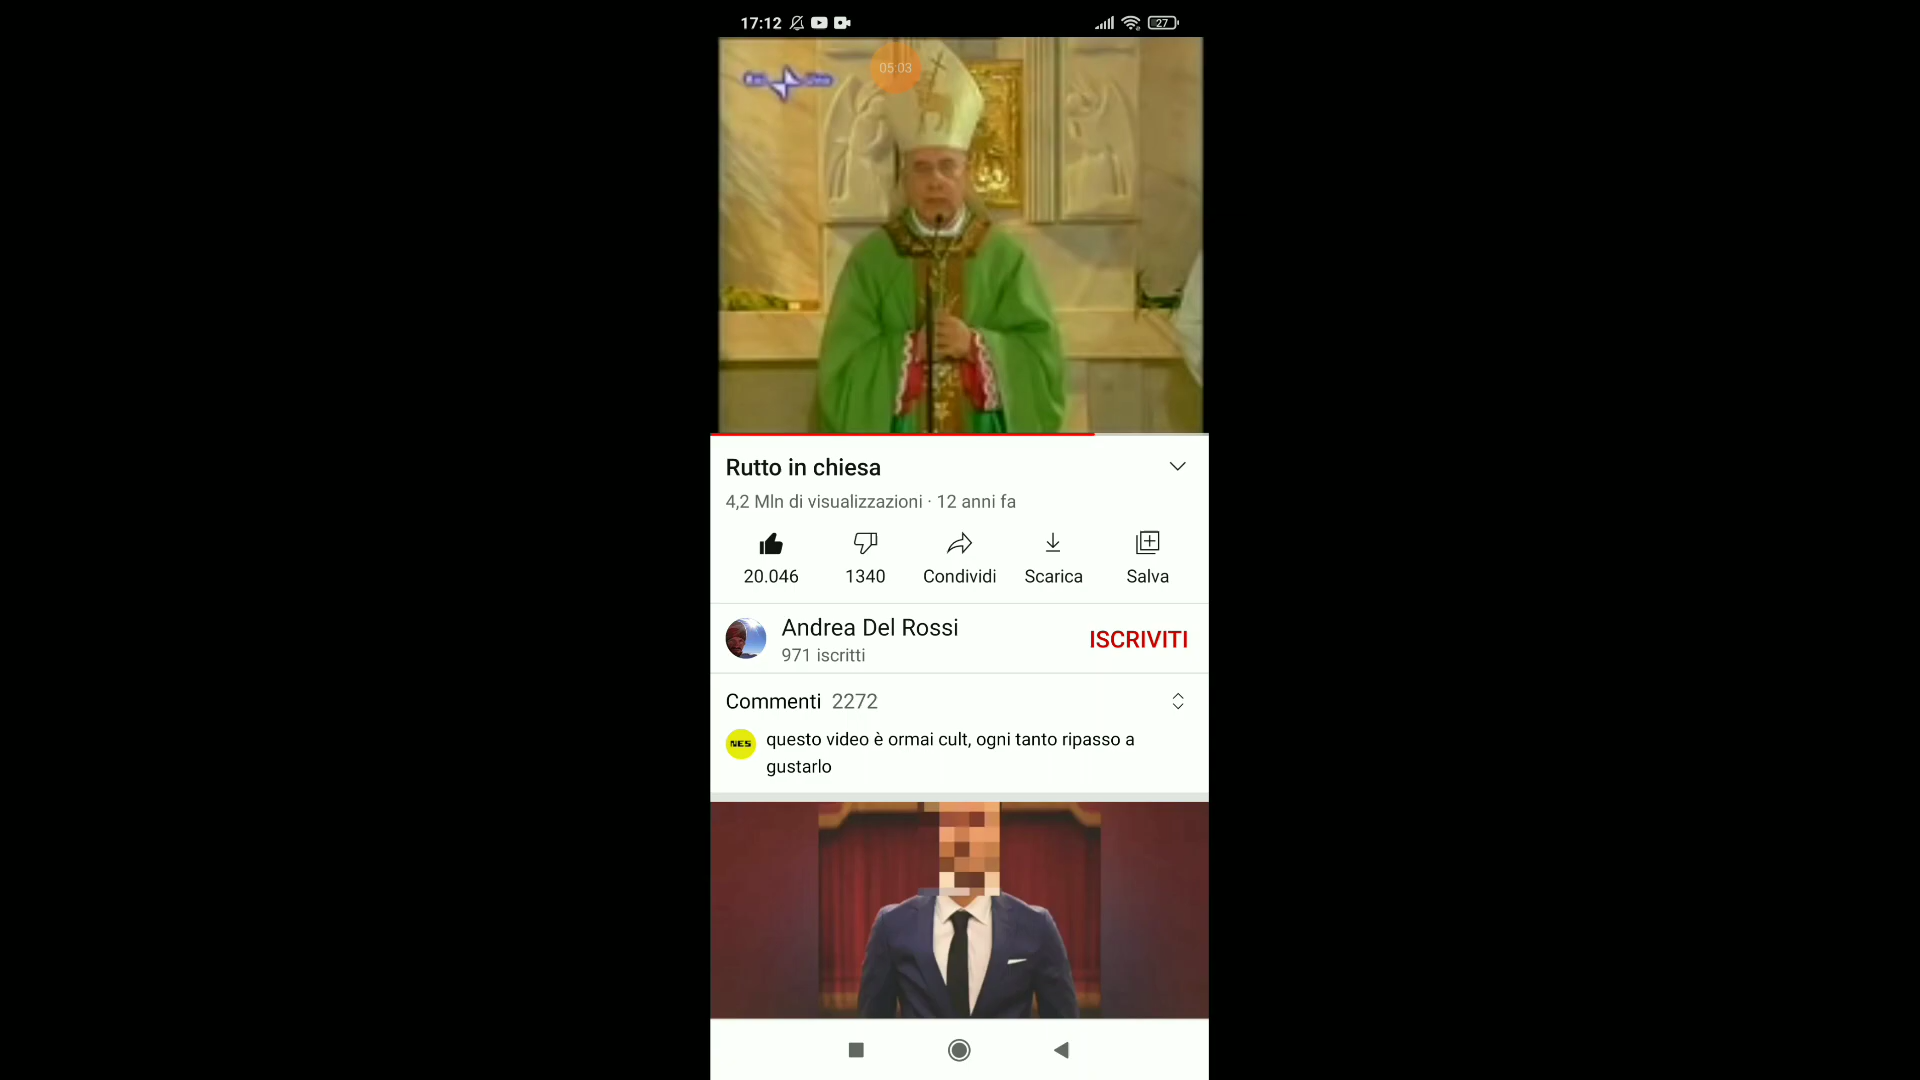 17:12
27
05:03
Rai Uno
Rutto in chiesa
4,2 Mln di visualizzazioni · 12 anni fa
20.046
1340
Condividi
Scarica
Salva
Andrea Del Rossi
971 iscritti
ISCRIVITI
Commenti 2272
NES
questo video è ormai cult, ogni tanto ripasso a
gustarlo